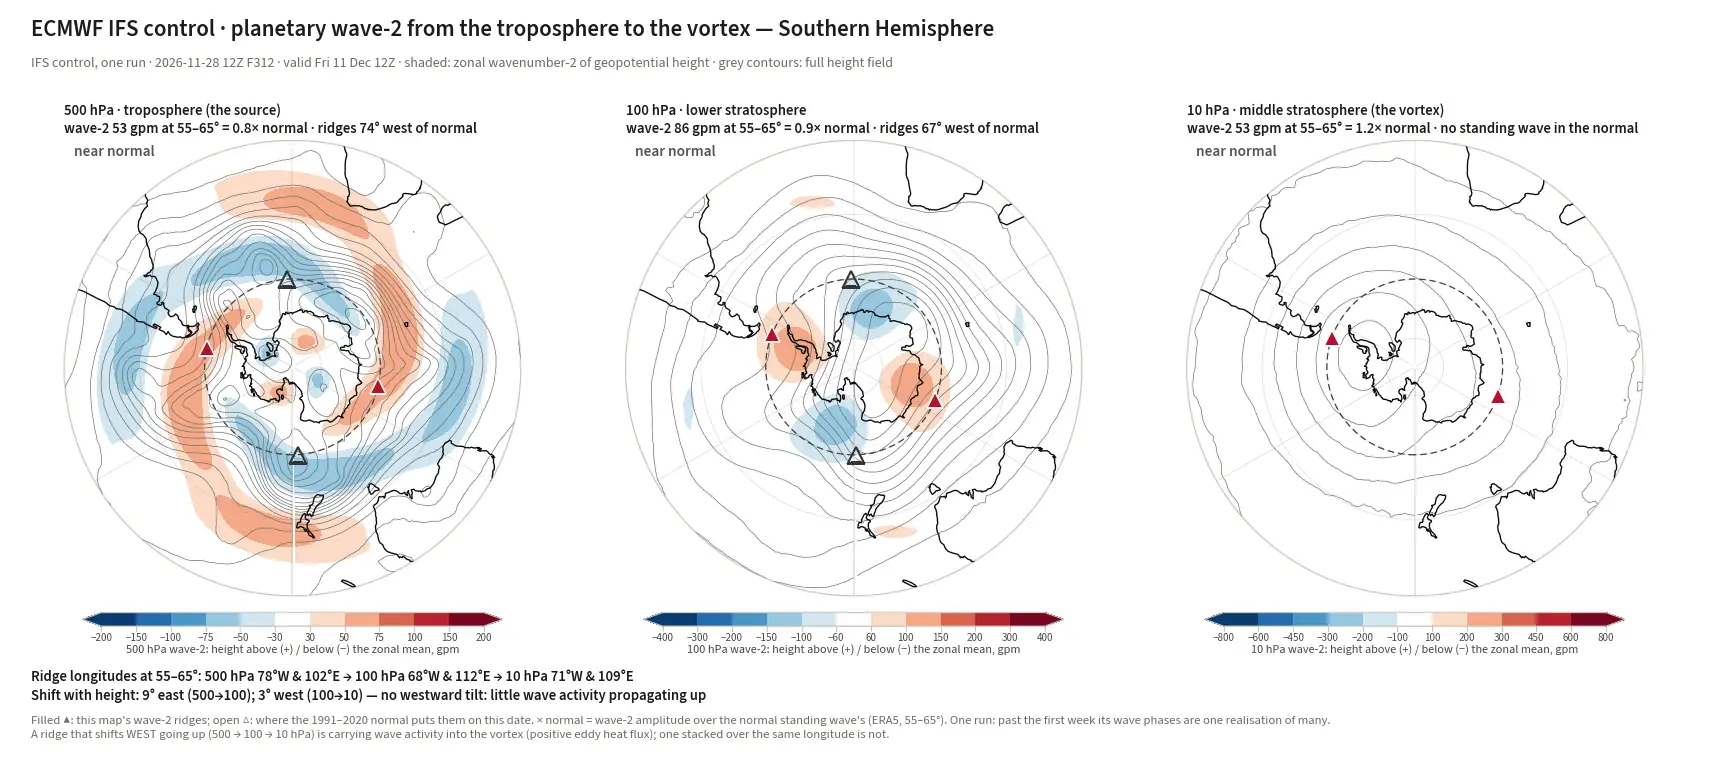 ECMWF IFS control · planetary wave-2 from the troposphere to the vortex — Southern Hemisphere
IFS control, one run · 2026-11-28 12Z F312 · valid Fri 11 Dec 12Z · shaded: zonal wavenumber-2 of geopotential height · grey contours: full height field
500 hPa · troposphere (the source)
wave-2 53 gpm at 55–65° = 0.8× normal · ridges 74° west of normal
near normal
100 hPa · lower stratosphere
wave-2 86 gpm at 55–65° = 0.9× normal · ridges 67° west of normal
near normal
10 hPa · middle stratosphere (the vortex)
wave-2 53 gpm at 55–65° = 1.2× normal · no standing wave in the normal
near normal
−200 −150 −100 −75 −50 −30 30 50 75 100 150 200
500 hPa wave-2: height above (+) / below (−) the zonal mean, gpm
−400 −300 −200 −150 −100 −60 60 100 150 200 300 400
100 hPa wave-2: height above (+) / below (−) the zonal mean, gpm
−800 −600 −450 −300 −200 −100 100 200 300 450 600 800
10 hPa wave-2: height above (+) / below (−) the zonal mean, gpm
Ridge longitudes at 55–65°: 500 hPa 78°W & 102°E → 100 hPa 68°W & 112°E → 10 hPa 71°W & 109°E
Shift with height: 9° east (500→100); 3° west (100→10) — no westward tilt: little wave activity propagating up
Filled ▲: this map's wave-2 ridges; open △: where the 1991–2020 normal puts them on this date. × normal = wave-2 amplitude over the normal standing wave's (ERA5, 55–65°). One run: past the first week its wave phases are one realisation of many.
A ridge that shifts WEST going up (500 → 100 → 10 hPa) is carrying wave activity into the vortex (positive eddy heat flux); one stacked over the same longitude is not.